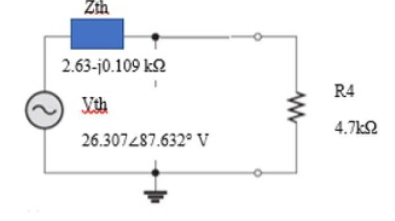 Zth
2.63-j0.109 kΩ
Vth
26.307∠87.632° V
R4
4.7kΩ